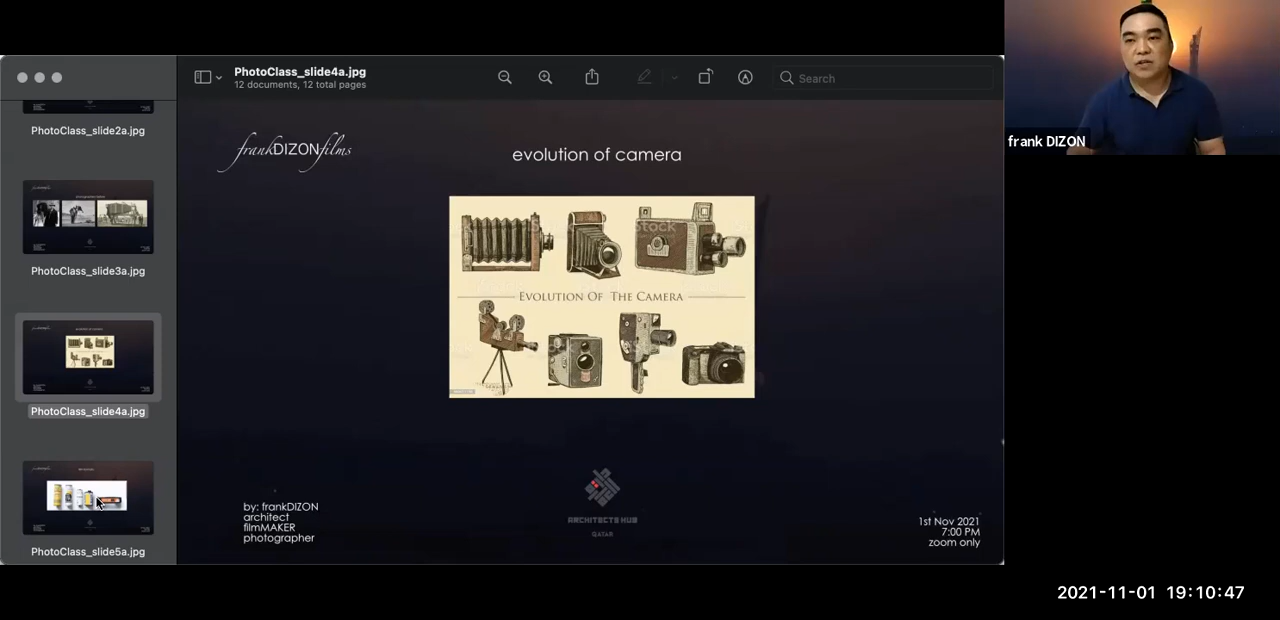 PhotoClass_slide4a.jpg
12 documents, 12 total pages
Search
PhotoClass_slide2a.jpg
PhotoClass_slide3a.jpg
PhotoClass_slide4a.jpg
PhotoClass_slide5a.jpg
frankDIZONfilms
evolution of camera
Stock
EVOLUTION OF THE CAMERA
by: frankDIZON
architect
filmMAKER
photographer
ARCHITECTS HUB
QATAR
1st Nov 2021
7:00 PM
zoom only
frank DIZON
2021-11-01 19:10:47